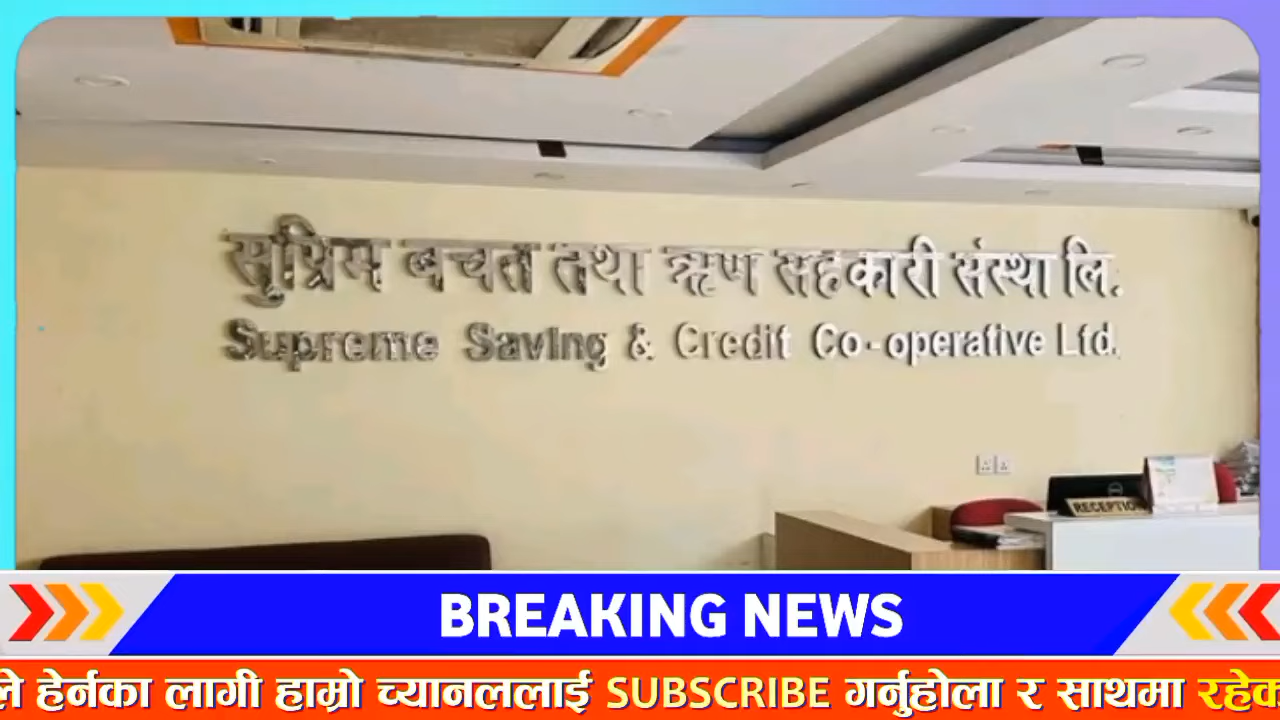 सुप्रिम बचत तथा ऋण सहकारी संस्था लि.
Supreme Saving & Credit Co-operative Ltd.
RECEPTION
BREAKING NEWS
ले हेर्नका लागी हाम्रो च्यानललाई SUBSCRIBE गर्नुहोला र साथमा रहेक